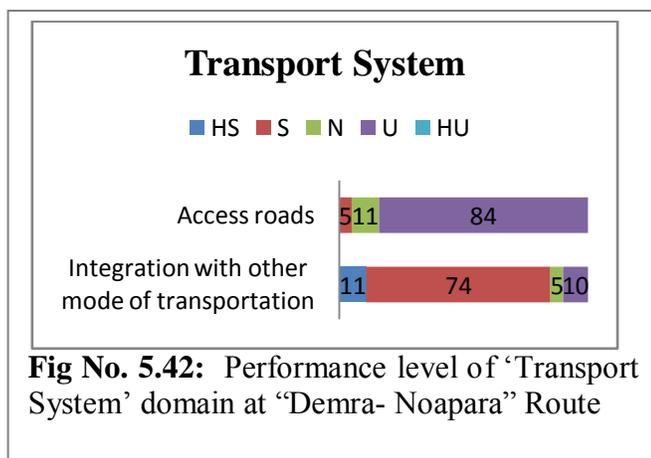 Transport System
HS S N U HU
Access roads 5 11 84
Integration with other
mode of transportation 11 74 5 10
Fig No. 5.42: Performance level of ‘Transport
System’ domain at “Demra- Noapara” Route